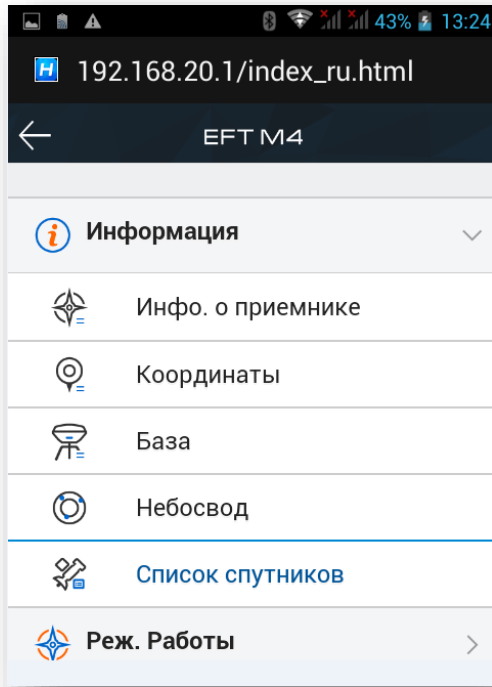 43% 13:24
H 192.168.20.1/index_ru.html
EFT M4
Информация
Инфо. о приемнике
Координаты
База
Небосвод
Список спутников
Реж. Работы